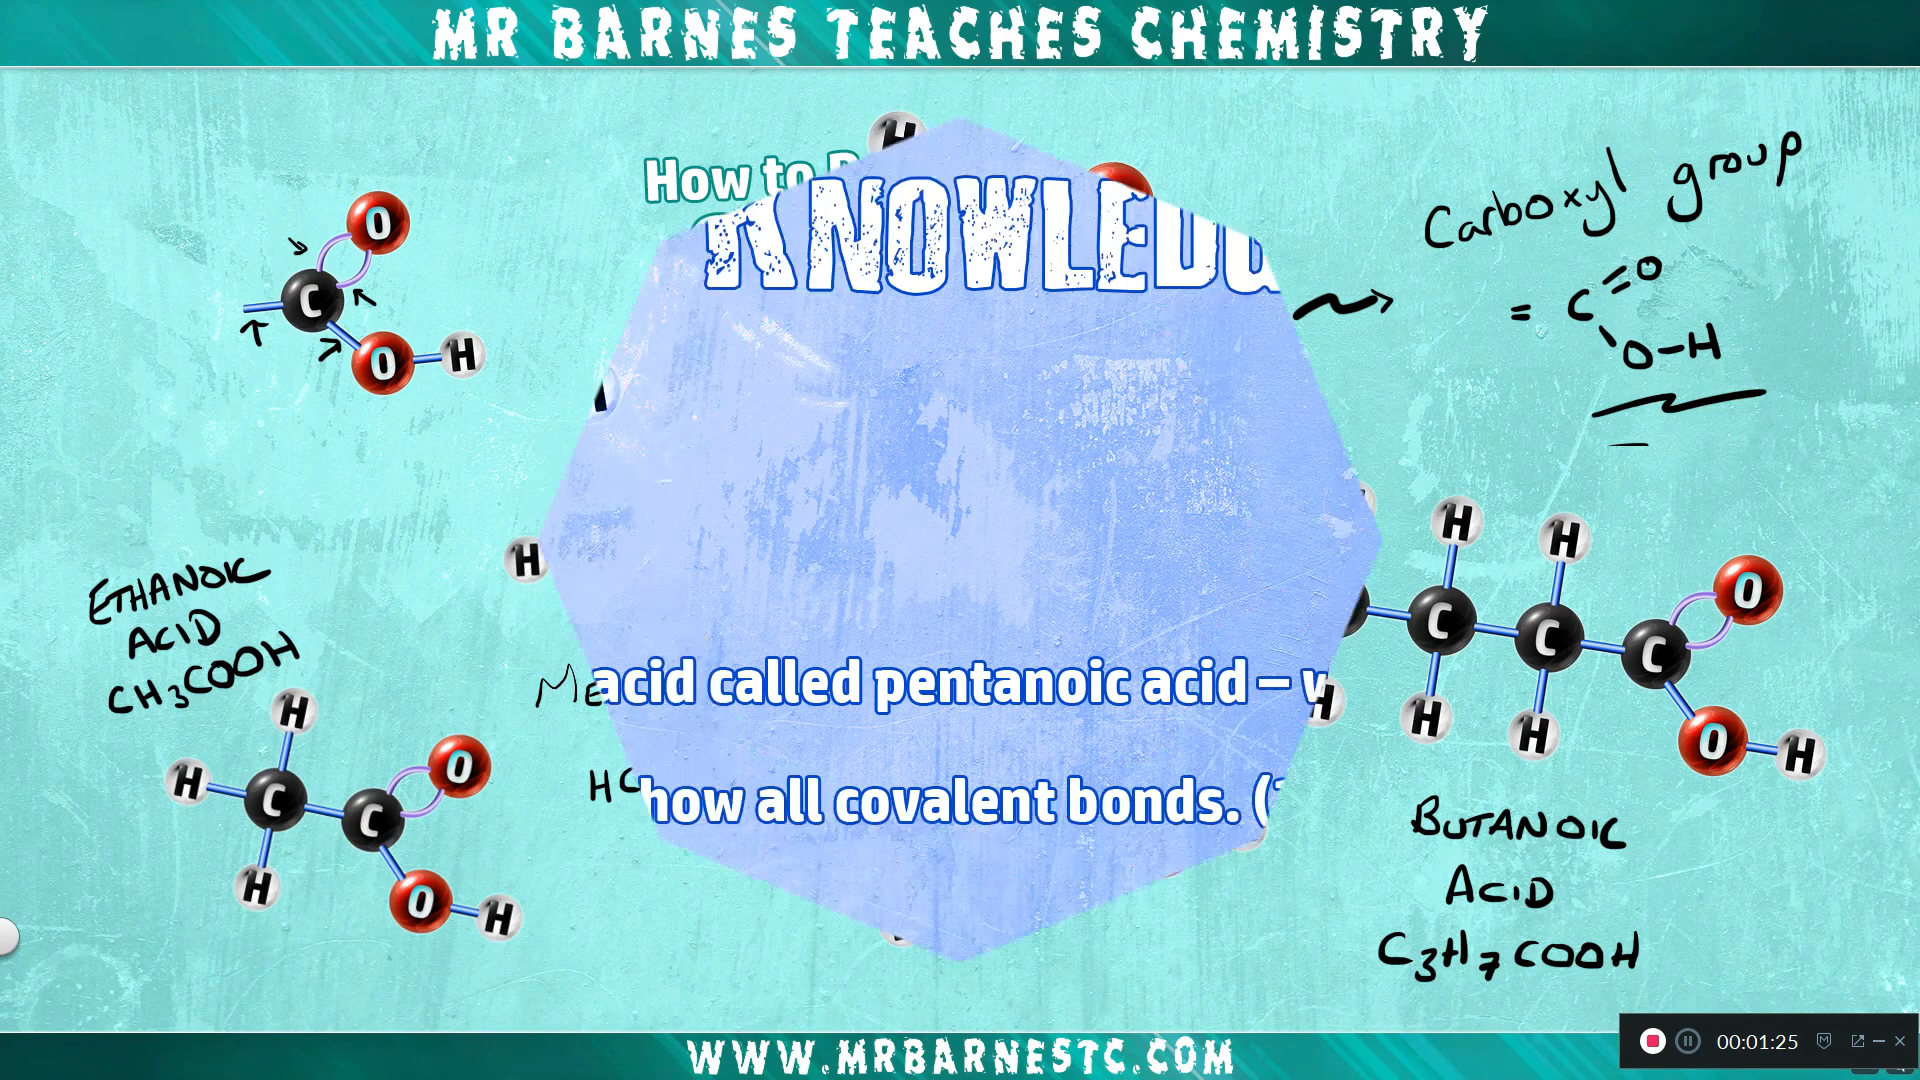 MR BARNES TEACHES CHEMISTRY
How to
KNOWLEDG
Carboxyl group
= C =O
O-H
O
C
O H
H
H
ETHANOIC
ACID
CH3COOH
acid called pentanoic acid –
how all covalent bonds. (
H
H O
H C C
O H
H
H H
O
C C C
O H
H H H
BUTANOIC
ACID
C3H7COOH
WWW.MRBARNESTC.COM
00:01:25